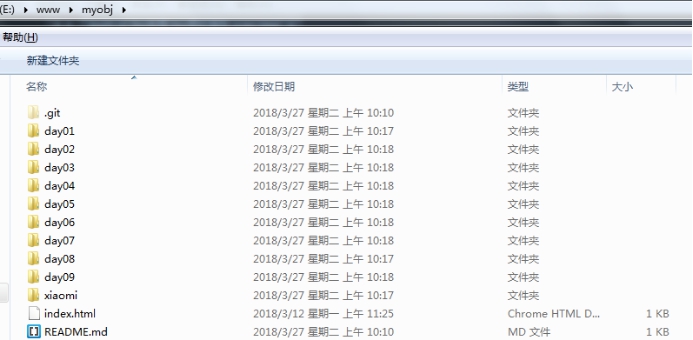 (E:) ▸ www ▸ myobj ▸
帮助(H)
新建文件夹
名称 修改日期 类型 大小
.git 2018/3/27 星期二 上午 10:10 文件夹
day01 2018/3/27 星期二 上午 10:17 文件夹
day02 2018/3/27 星期二 上午 10:18 文件夹
day03 2018/3/27 星期二 上午 10:18 文件夹
day04 2018/3/27 星期二 上午 10:18 文件夹
day05 2018/3/27 星期二 上午 10:18 文件夹
day06 2018/3/27 星期二 上午 10:18 文件夹
day07 2018/3/27 星期二 上午 10:18 文件夹
day08 2018/3/27 星期二 上午 10:17 文件夹
day09 2018/3/27 星期二 上午 10:18 文件夹
xiaomi 2018/3/27 星期二 上午 10:17 文件夹
index.html 2018/3/12 星期一 上午 11:25 Chrome HTML D... 1 KB
README.md 2018/3/27 星期二 上午 10:10 MD 文件 1 KB